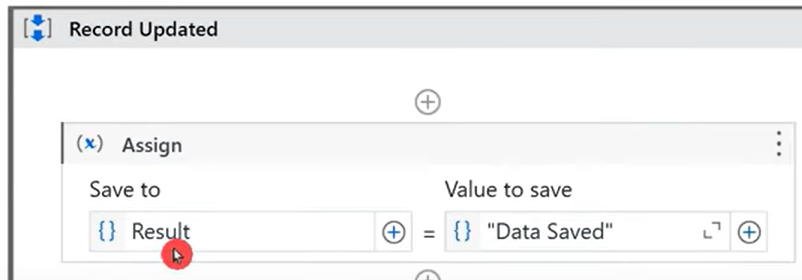 Record Updated
(x) Assign
Save to Value to save
{} Result = {} "Data Saved"